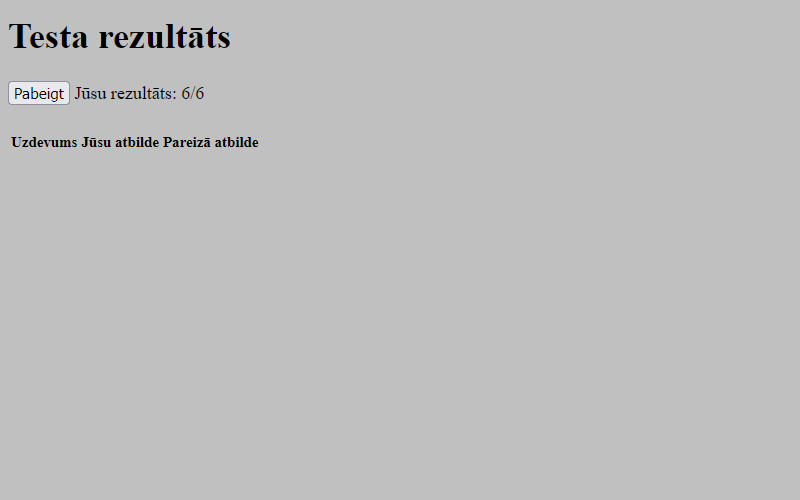 Testa rezultāts
Pabeigt Jūsu rezultāts: 6/6
Uzdevums Jūsu atbilde Pareizā atbilde